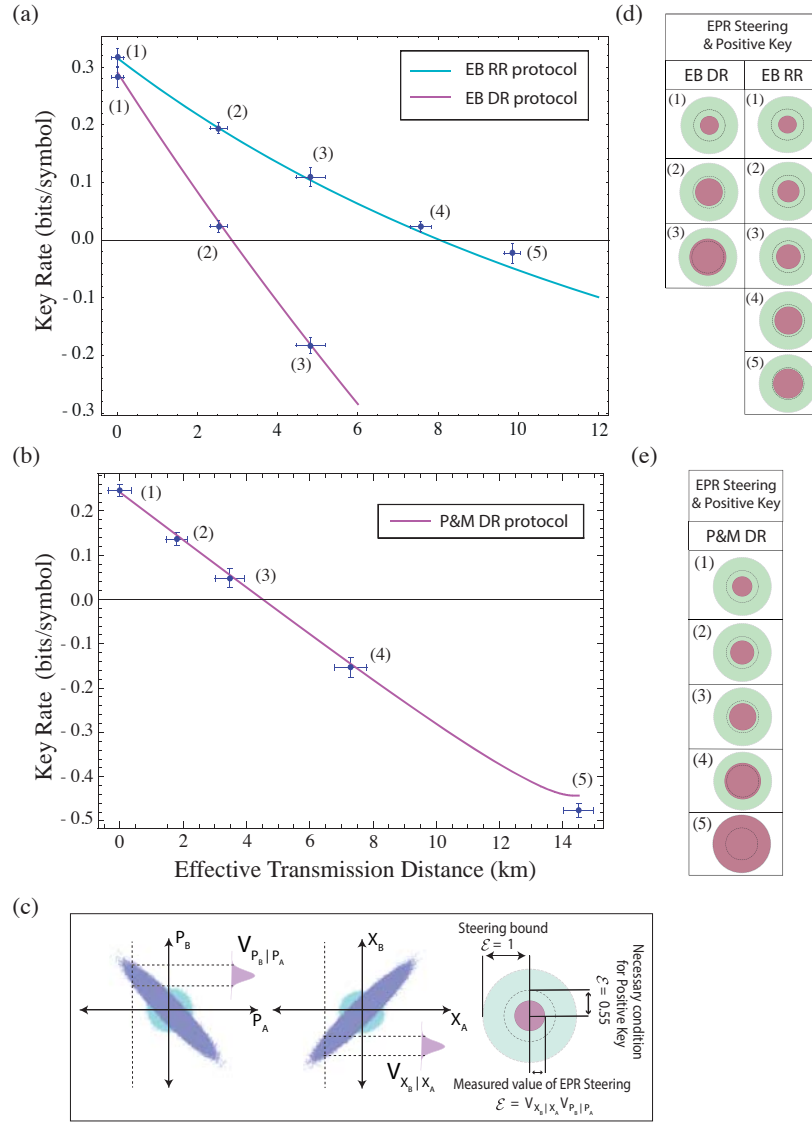 (a)
0.3
0.2
0.1
0.0
- 0.1
- 0.2
- 0.3
Key Rate (bits/symbol)
(1)
(1)
(2)
(3)
(4)
(5)
(2)
(3)
EB RR protocol
EB DR protocol
0 2 4 6 8 10 12
(b)
0.2
0.1
0.0
- 0.1
- 0.2
- 0.3
- 0.4
- 0.5
Key Rate (bits/symbol)
(1)
(2)
(3)
(4)
(5)
P&M DR protocol
0 2 4 6 8 10 12 14
Effective Transmission Distance (km)
(c)
P_B
V_{P_B|P_A}
P_A
X_B
X_A
V_{X_B|X_A}
Steering bound
ℰ = 1
Necessary condition
for Positive Key
ℰ = 0.55
Measured value of EPR Steering
ℰ = V_{X_B|X_A} V_{P_B|P_A}
(d)
EPR Steering
& Positive Key
EB DR EB RR
(1) (1)
(2) (2)
(3) (3)
(4)
(5)
(e)
EPR Steering
& Positive Key
P&M DR
(1)
(2)
(3)
(4)
(5)